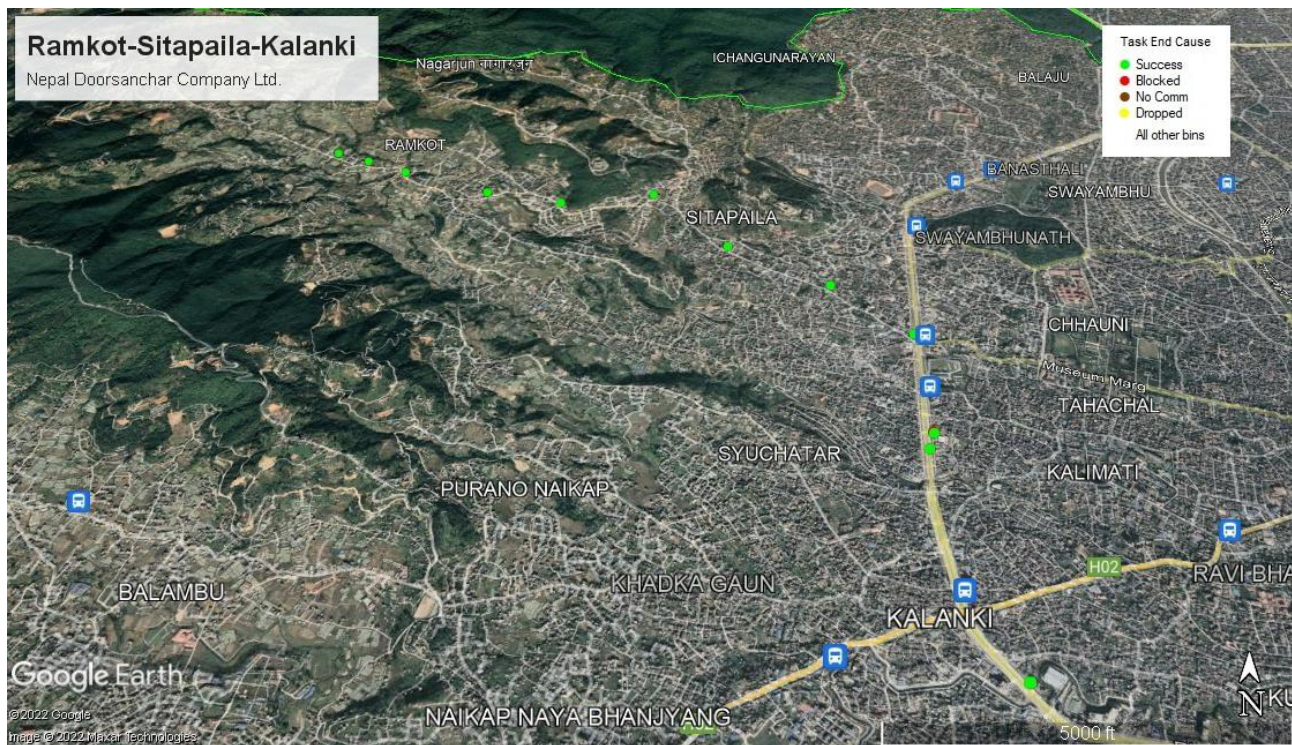 Ramkot-Sitapaila-Kalanki
Nepal Doorsanchar Company Ltd.
Task End Cause
Success
Blocked
No Comm
Dropped
All other bins
ICHANGUNARAYAN
Nagarjun नागार्जुन
BALAJU
RAMKOT
BANASTHALI
SWAYAMBHU
SITAPAILA
SWAYAMBHUNATH
CHHAUNI
Museum Marg
TAHACHAL
SYUCHATAR
KALIMATI
PURANO NAIKAP
H02
RAVI BHA
KHADKA GAUN
BALAMBU
KALANKI
Google Earth
N
KU
© 2022 Google
NAIKAP NAYA BHANJYANG
H02
5000 ft
Image © 2022 Maxar Technologies